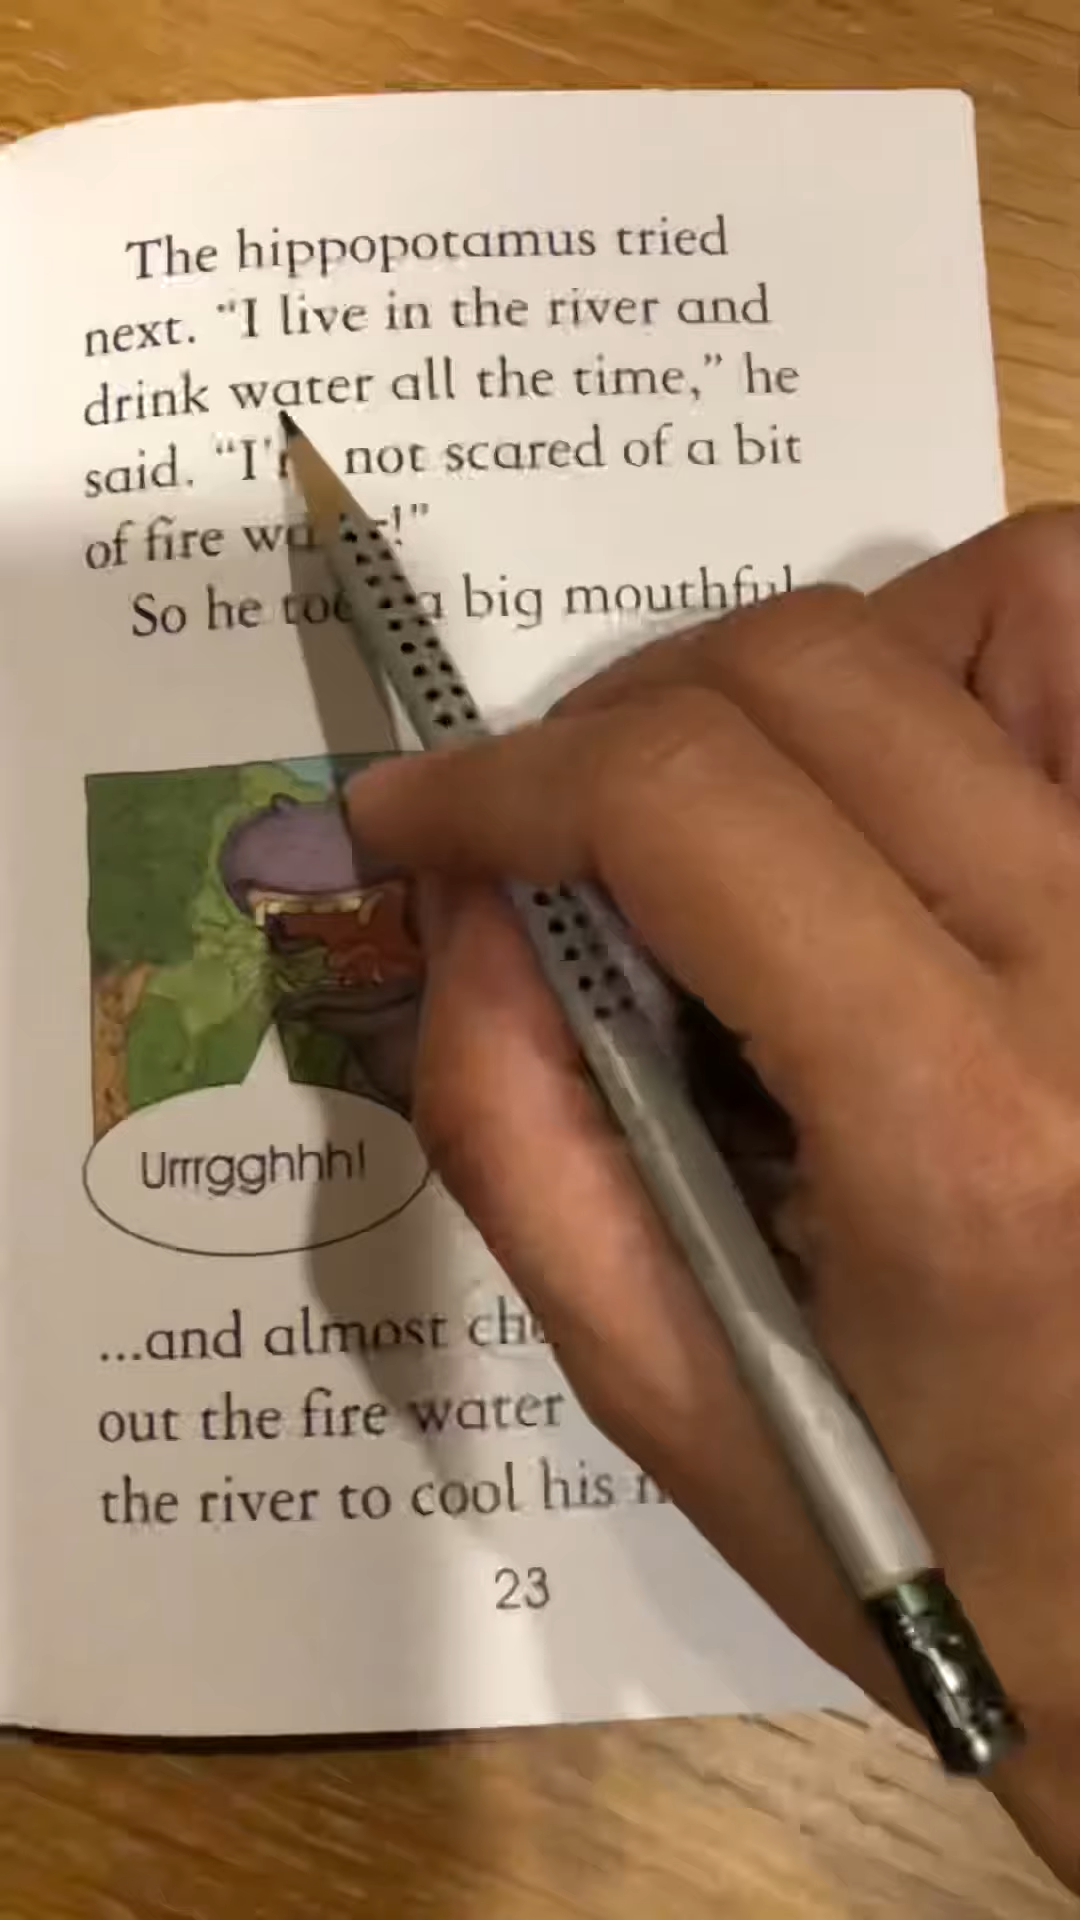 The hippopotamus tried
next. “I live in the river and
drink water all the time,” he
said. “I'm not scared of a bit
of fire water!”
So he took a big mouthful
Urrrgghhh!
...and almost
out the fire water
the river to cool his
23